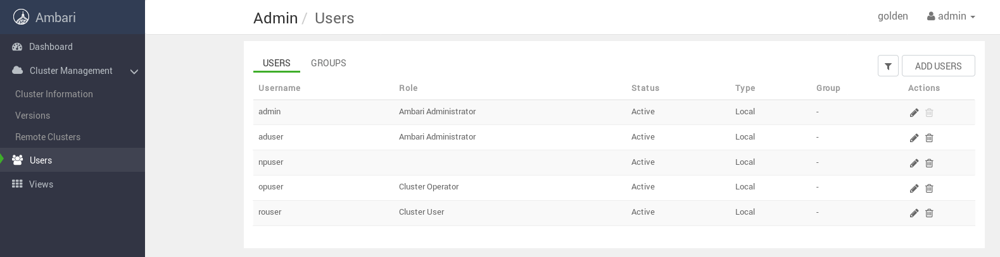 Ambari
Admin / Users
golden
admin
Dashboard
Cluster Management
Cluster Information
Versions
Remote Clusters
Users
Views
USERS GROUPS
ADD USERS
Username Role Status Type Group Actions
admin Ambari Administrator Active Local -
aduser Ambari Administrator Active Local -
npuser Active Local -
opuser Cluster Operator Active Local -
rouser Cluster User Active Local -